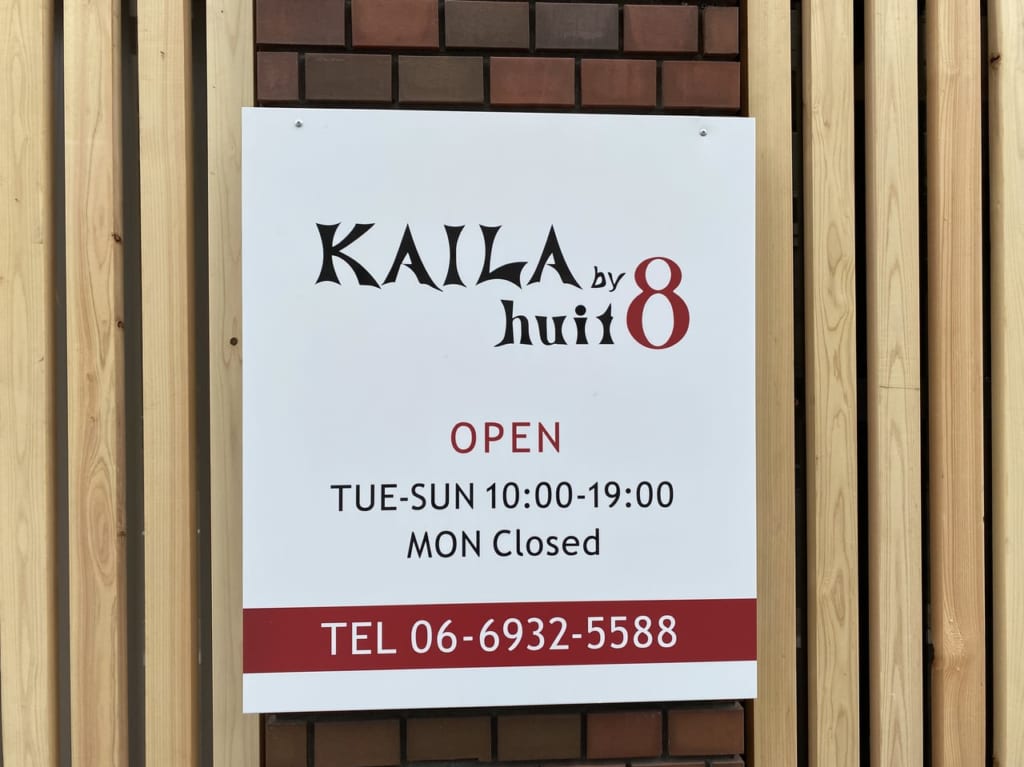 KAILA by
huit 8
OPEN
TUE-SUN 10:00-19:00
MON Closed
TEL 06-6932-5588